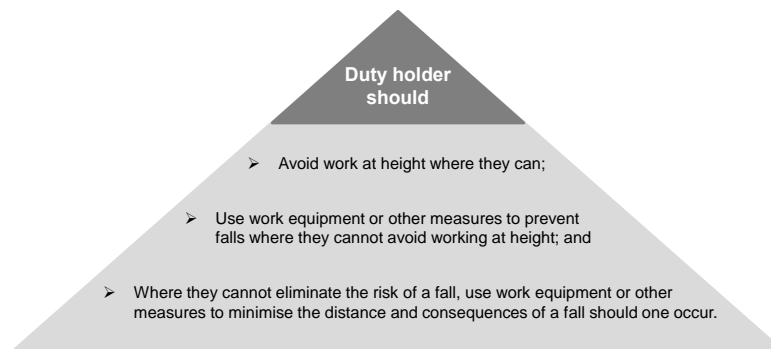 Duty holder
should
➢ Avoid work at height where they can;
➢ Use work equipment or other measures to prevent
falls where they cannot avoid working at height; and
➢ Where they cannot eliminate the risk of a fall, use work equipment or other
measures to minimise the distance and consequences of a fall should one occur.